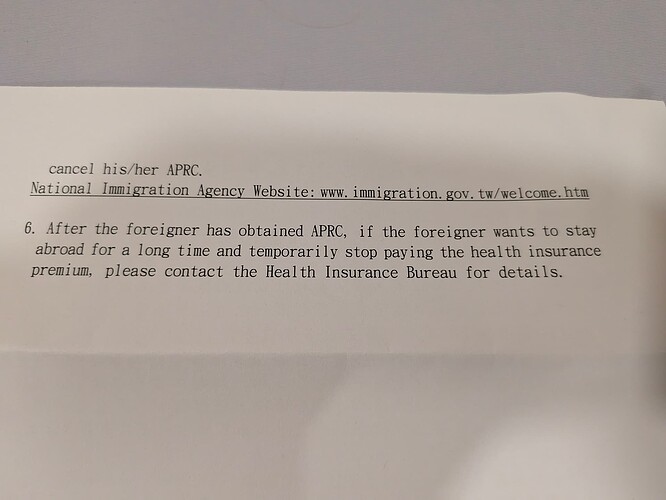 cancel his/her APRC.
National Immigration Agency Website: www.immigration.gov.tw/welcome.htm
6. After the foreigner has obtained APRC, if the foreigner wants to stay
abroad for a long time and temporarily stop paying the health insurance
premium, please contact the Health Insurance Bureau for details.